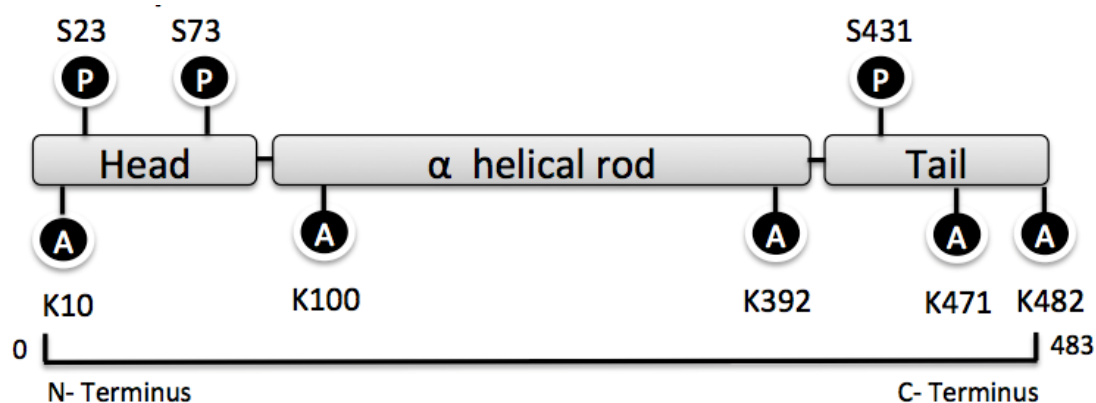 S23 S73 S431
P P P
Head α helical rod Tail
A A A A A
K10 K100 K392 K471 K482
0 483
N- Terminus C- Terminus